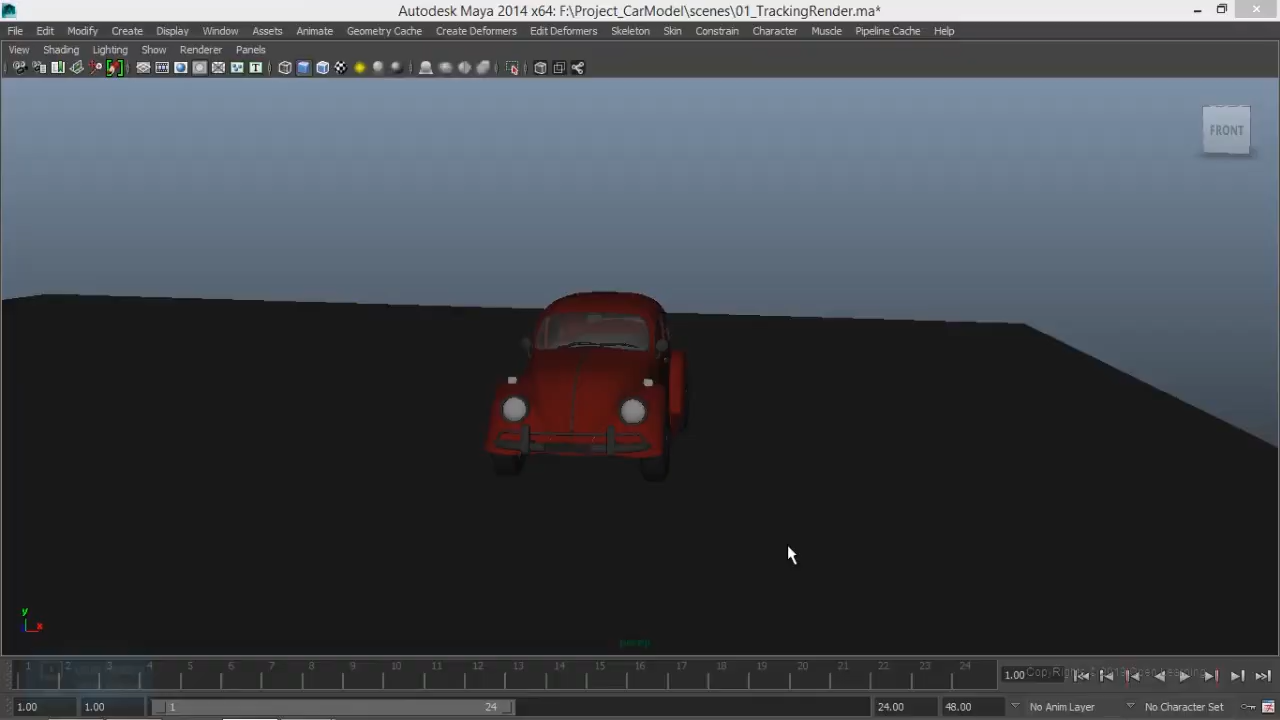 Autodesk Maya 2014 x64: F:\Project_CarModel\scenes\01_TrackingRender.ma*
File Edit Modify Create Display Window Assets Animate Geometry Cache Create Deformers Edit Deformers Skeleton Skin Constrain Character Muscle Pipeline Cache Help
View Shading Lighting Show Renderer Panels
FRONT
y
x
persp
1 2 3 4 5 6 7 8 9 10 11 12 13 14 15 16 17 18 19 20 21 22 23 24 1.00
1.00 1.00 1 24 24.00 48.00 No Anim Layer No Character Set